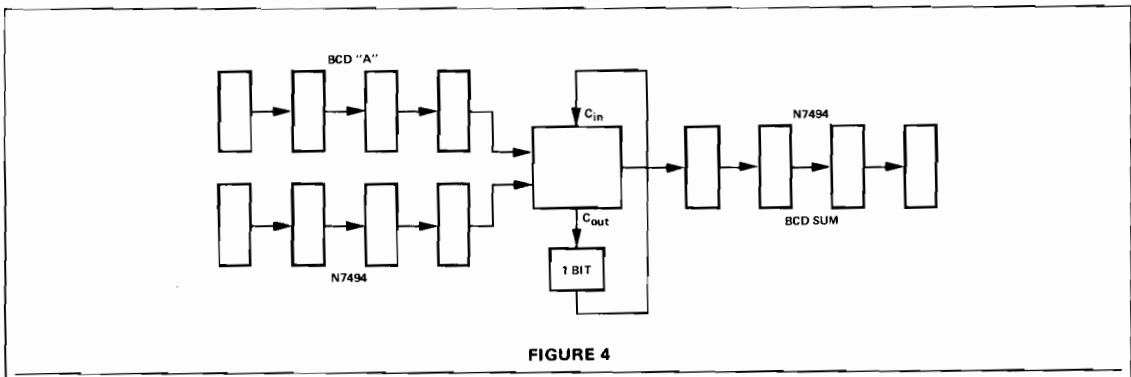 BCD "A"
N7494
C_in
C_out
1 BIT
N7494
BCD SUM
FIGURE 4